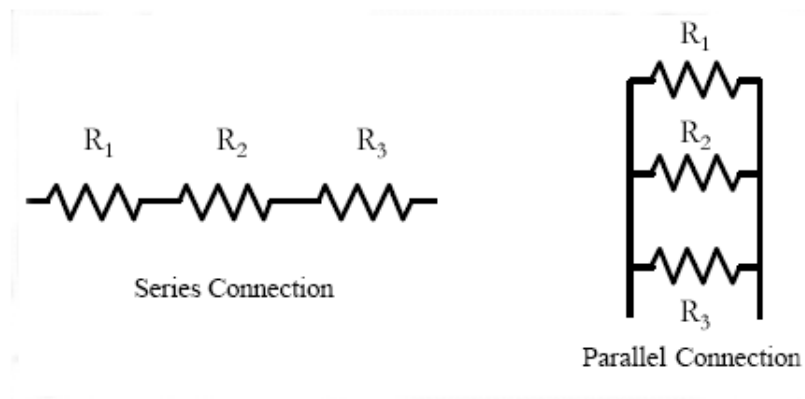 R₁ R₂ R₃
Series Connection
R₁
R₂
R₃
Parallel Connection